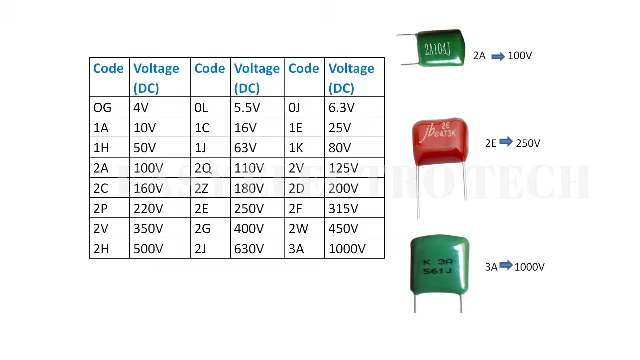 Code Voltage (DC) Code Voltage (DC) Code Voltage (DC)
OG 4V 0L 5.5V 0J 6.3V
1A 10V 1C 16V 1E 25V
1H 50V 1J 63V 1K 80V
2A 100V 2Q 110V 2V 125V
2C 160V 2Z 180V 2D 200V
2P 220V 2E 250V 2F 315V
2V 350V 2G 400V 2W 450V
2H 500V 2J 630V 3A 1000V
2A104J
2A 100V
2E
jb e473K
2E 250V
K 3A
561J
3A 1000V